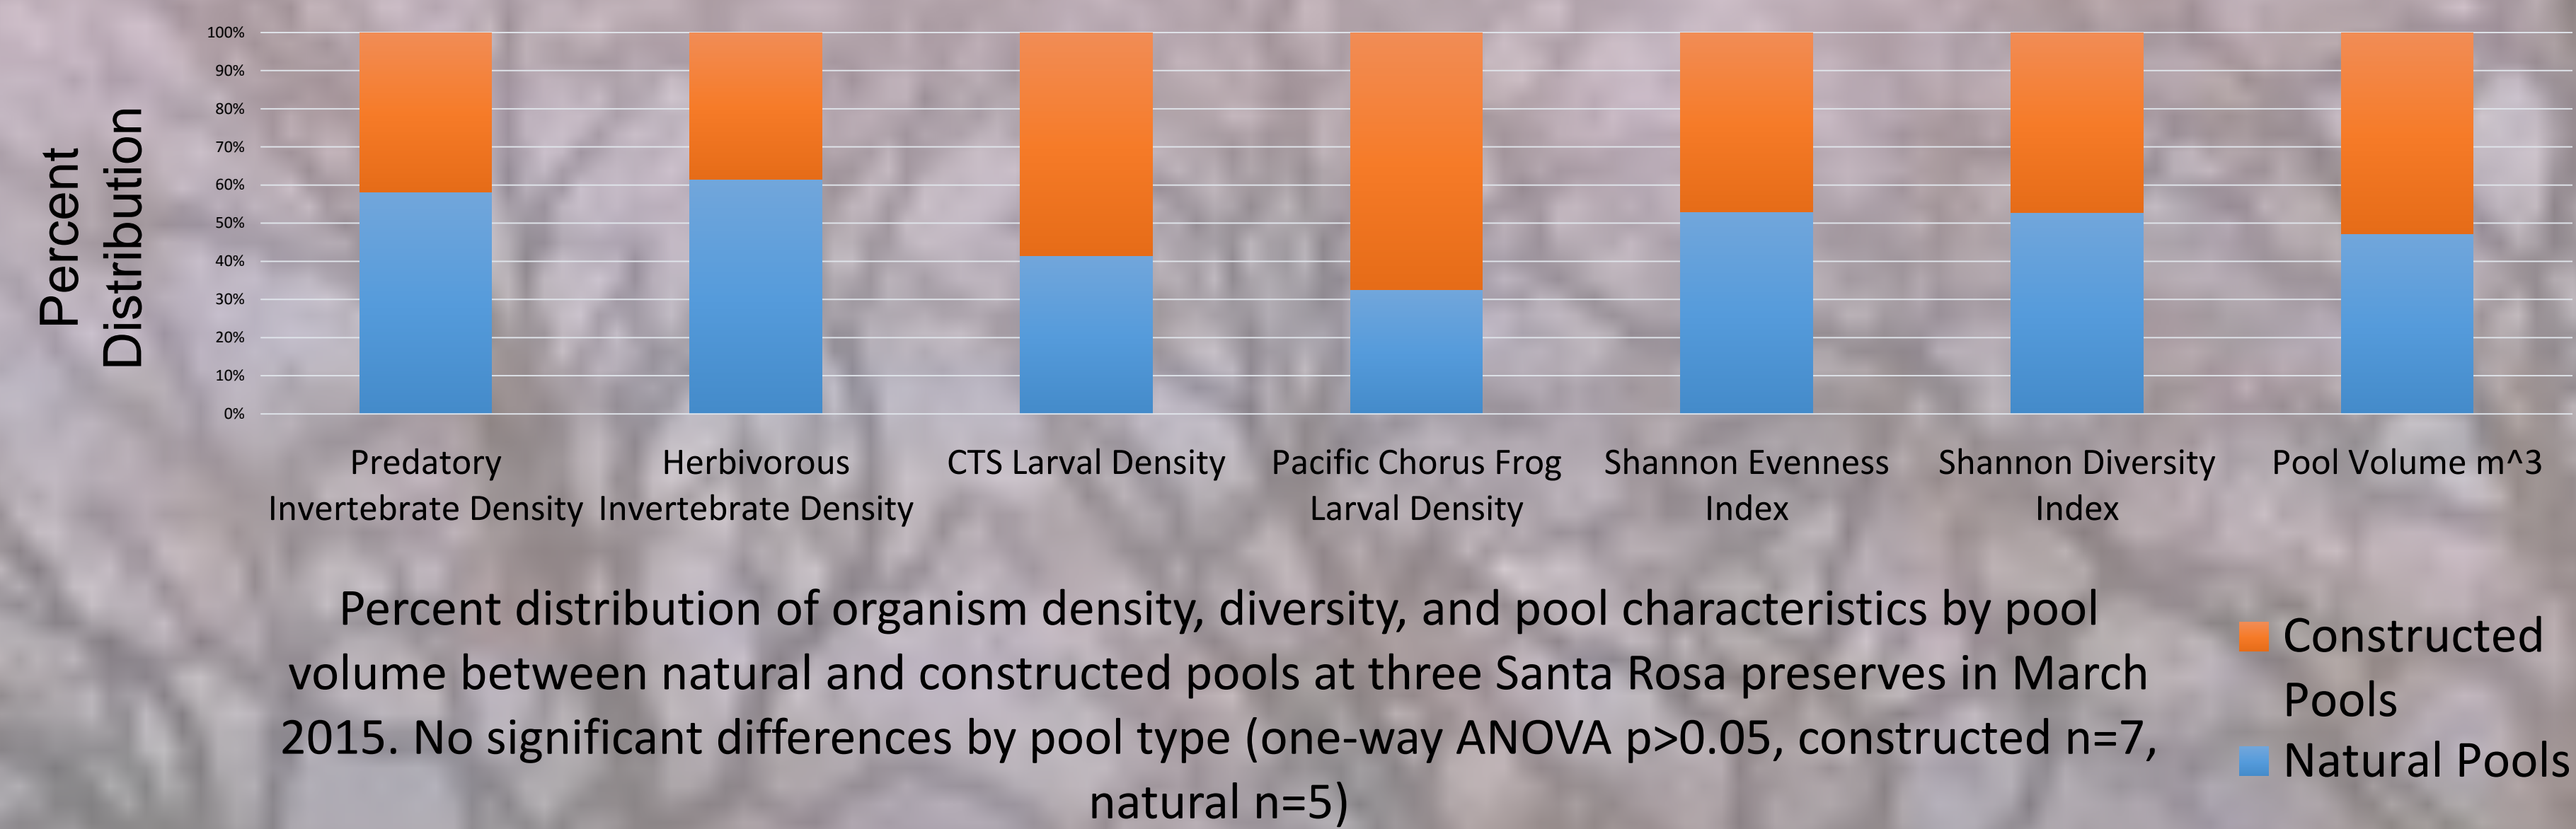 100%
90%
80%
70%
60%
50%
40%
30%
20%
10%
0%
Percent
Distribution
Predatory
Invertebrate Density
Herbivorous
Invertebrate Density
CTS Larval Density
Pacific Chorus Frog
Larval Density
Shannon Evenness
Index
Shannon Diversity
Index
Pool Volume m^3
Percent distribution of organism density, diversity, and pool characteristics by pool
volume between natural and constructed pools at three Santa Rosa preserves in March
2015. No significant differences by pool type (one-way ANOVA p>0.05, constructed n=7,
natural n=5)
Constructed
Pools
Natural Pools